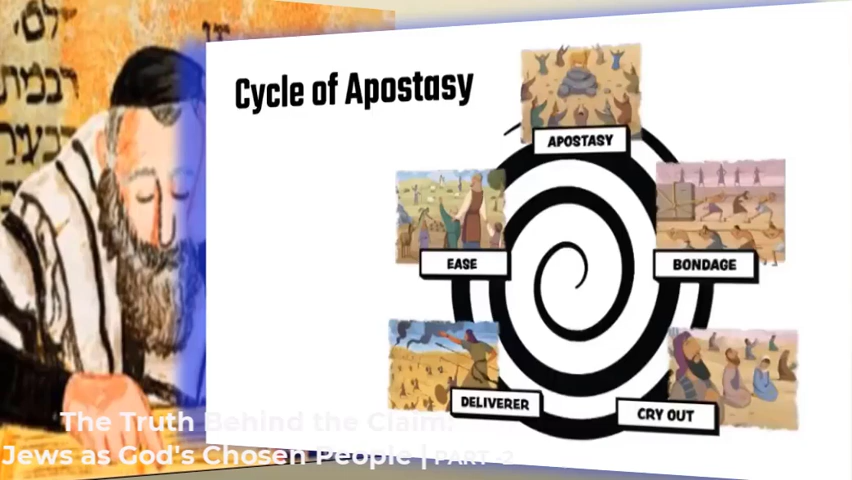 Cycle of Apostasy
APOSTASY
EASE
BONDAGE
DELIVERER
CRY OUT
The Truth Behind the Claim:
Jews as God's Chosen People | PART -2